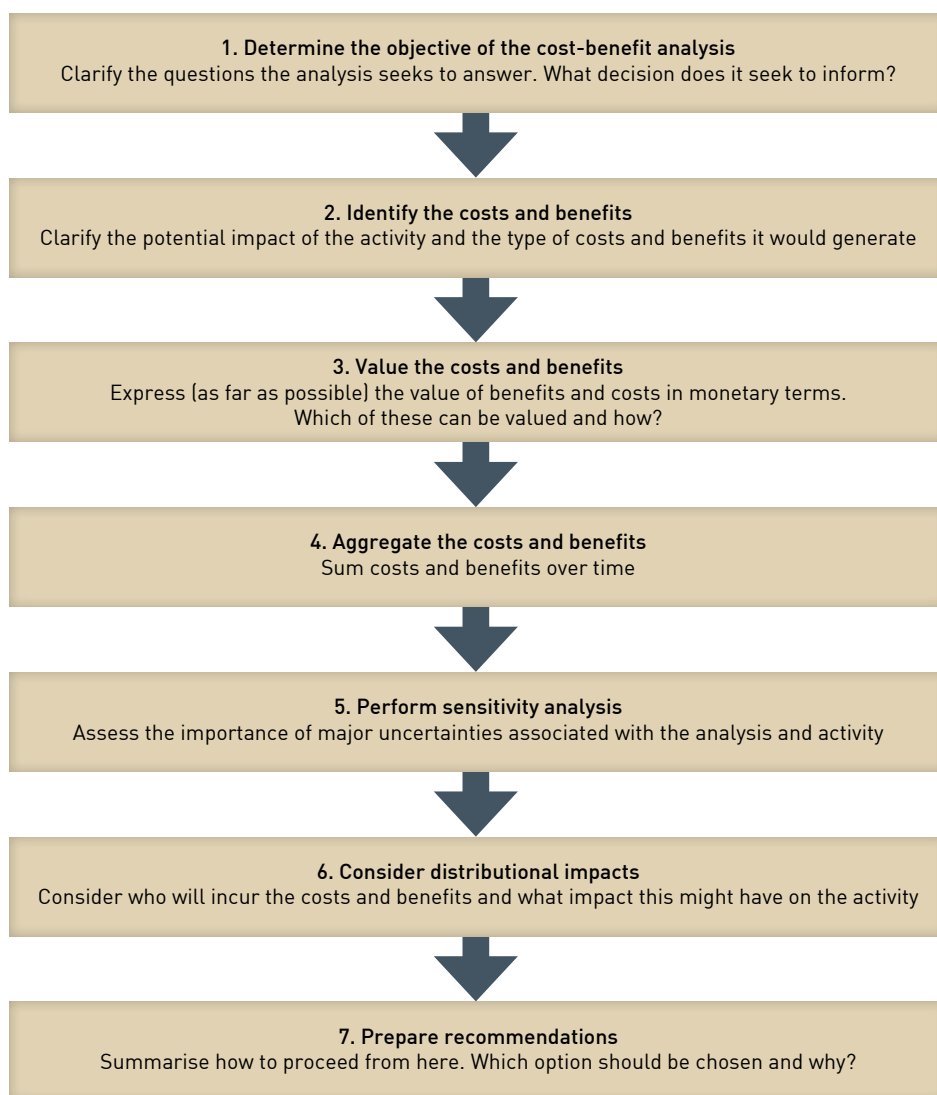 1. Determine the objective of the cost-benefit analysis
Clarify the questions the analysis seeks to answer. What decision does it seek to inform?
2. Identify the costs and benefits
Clarify the potential impact of the activity and the type of costs and benefits it would generate
3. Value the costs and benefits
Express (as far as possible) the value of benefits and costs in monetary terms.
Which of these can be valued and how?
4. Aggregate the costs and benefits
Sum costs and benefits over time
5. Perform sensitivity analysis
Assess the importance of major uncertainties associated with the analysis and activity
6. Consider distributional impacts
Consider who will incur the costs and benefits and what impact this might have on the activity
7. Prepare recommendations
Summarise how to proceed from here. Which option should be chosen and why?